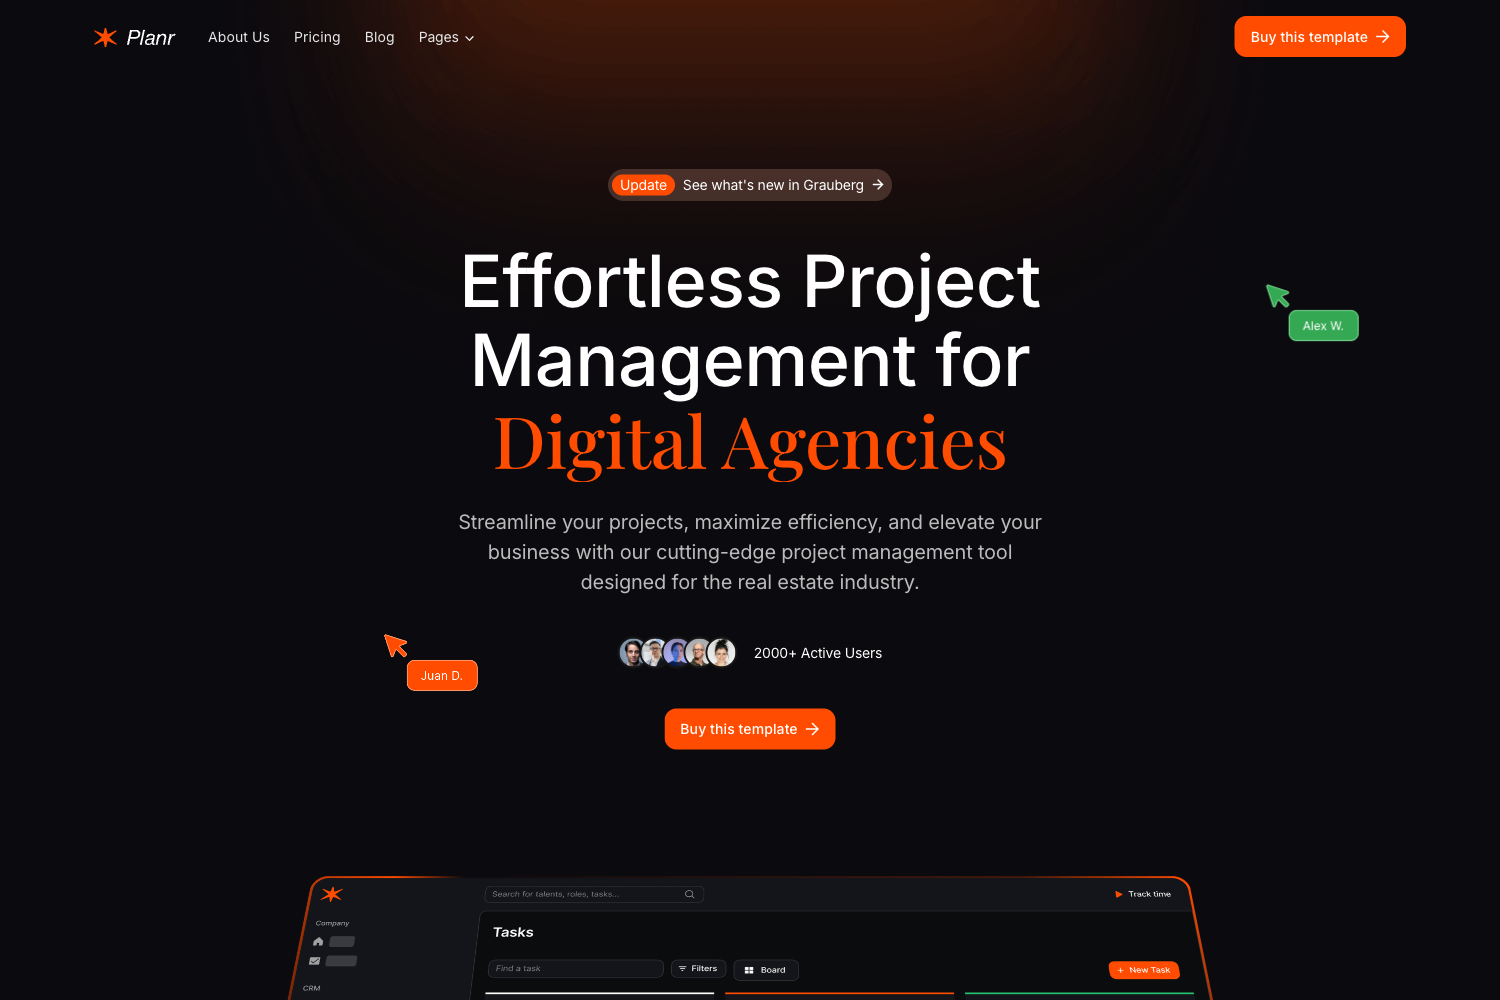 Planr
About Us
Pricing
Blog
Pages
Buy this template
Update See what's new in Grauberg
Effortless Project
Management for
Digital Agencies
Alex W.
Streamline your projects, maximize efficiency, and elevate your
business with our cutting-edge project management tool
designed for the real estate industry.
2000+ Active Users
Juan D.
Buy this template
Search for talents, roles, tasks...
Track time
Company
Tasks
Find a task
Filters
Board
+ New Task
CRM